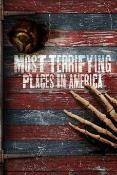 MOST TERRIFYING
PLACES IN AMERICA